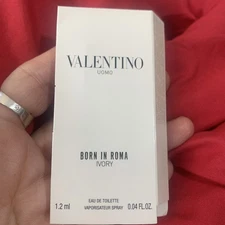 VALENTINO
UOMO
BORN IN ROMA
IVORY
EAU DE TOILETTE
1.2 ml VAPORISATEUR SPRAY 0.04 FL.OZ.